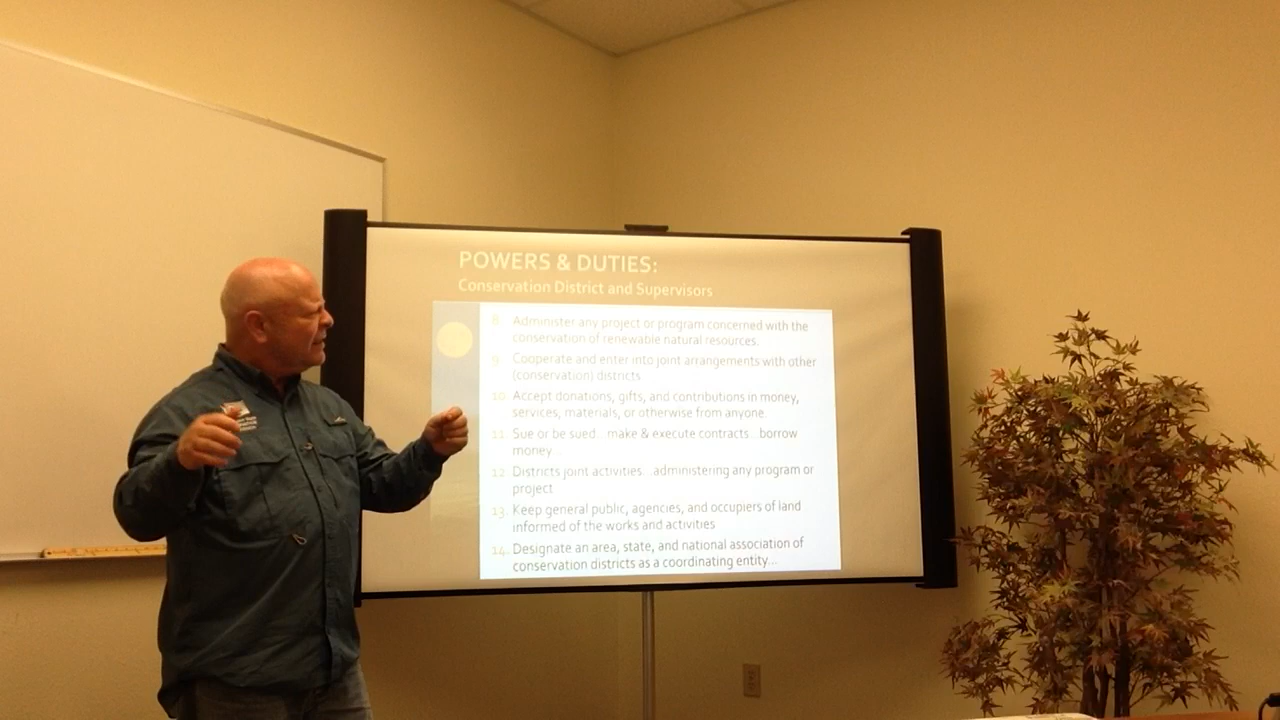 POWERS & DUTIES:
Conservation District and Supervisors
8. Administer any project or program concerned with the
conservation of renewable natural resources.
9. Cooperate and enter into joint arrangements with other
(conservation) districts
10. Accept donations, gifts, and contributions in money,
services, materials, or otherwise from anyone.
11. Sue or be sued...make & execute contracts...borrow
money...
12. Districts joint activities...administering any program or
project
13. Keep general public, agencies, and occupiers of land
informed of the works and activities
14. Designate an area, state, and national association of
conservation districts as a coordinating entity...